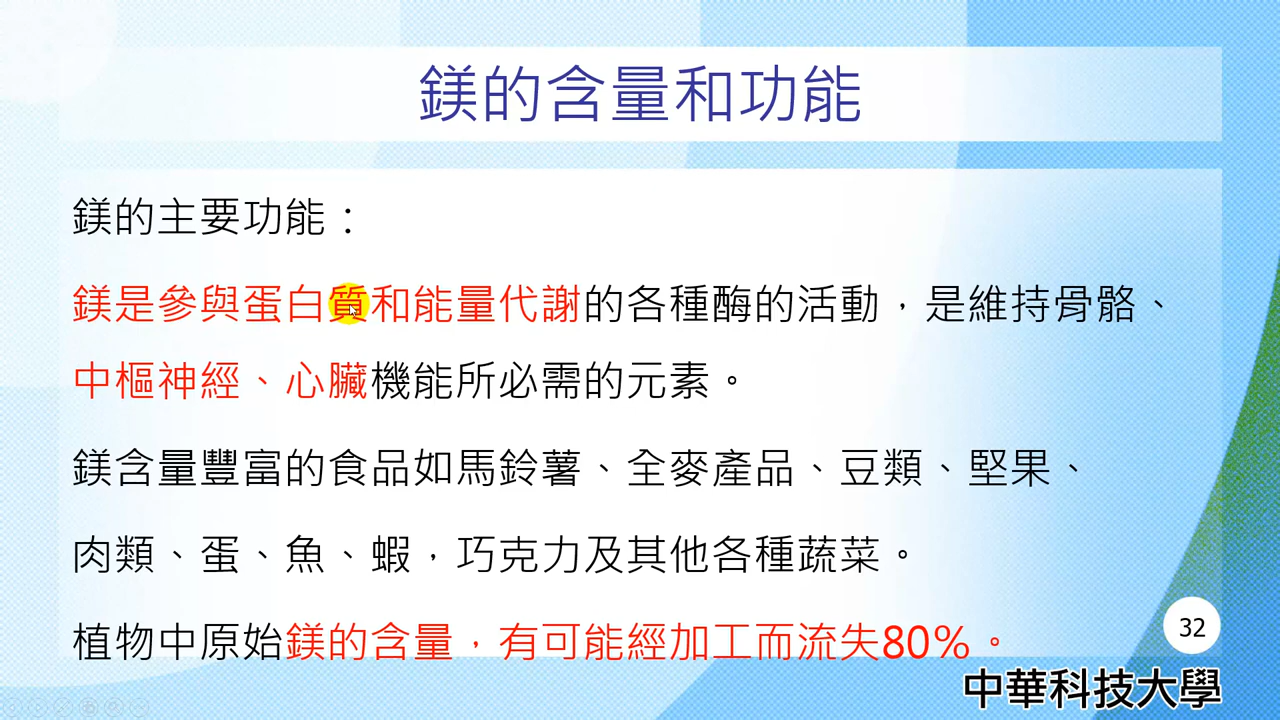 鎂的含量和功能
鎂的主要功能：
鎂是參與蛋白質和能量代謝的各種酶的活動，是維持骨骼、
中樞神經、心臟機能所必需的元素。
鎂含量豐富的食品如馬鈴薯、全麥產品、豆類、堅果、
肉類、蛋、魚、蝦，巧克力及其他各種蔬菜。
植物中原始鎂的含量，有可能經加工而流失80%。
32
中華科技大學